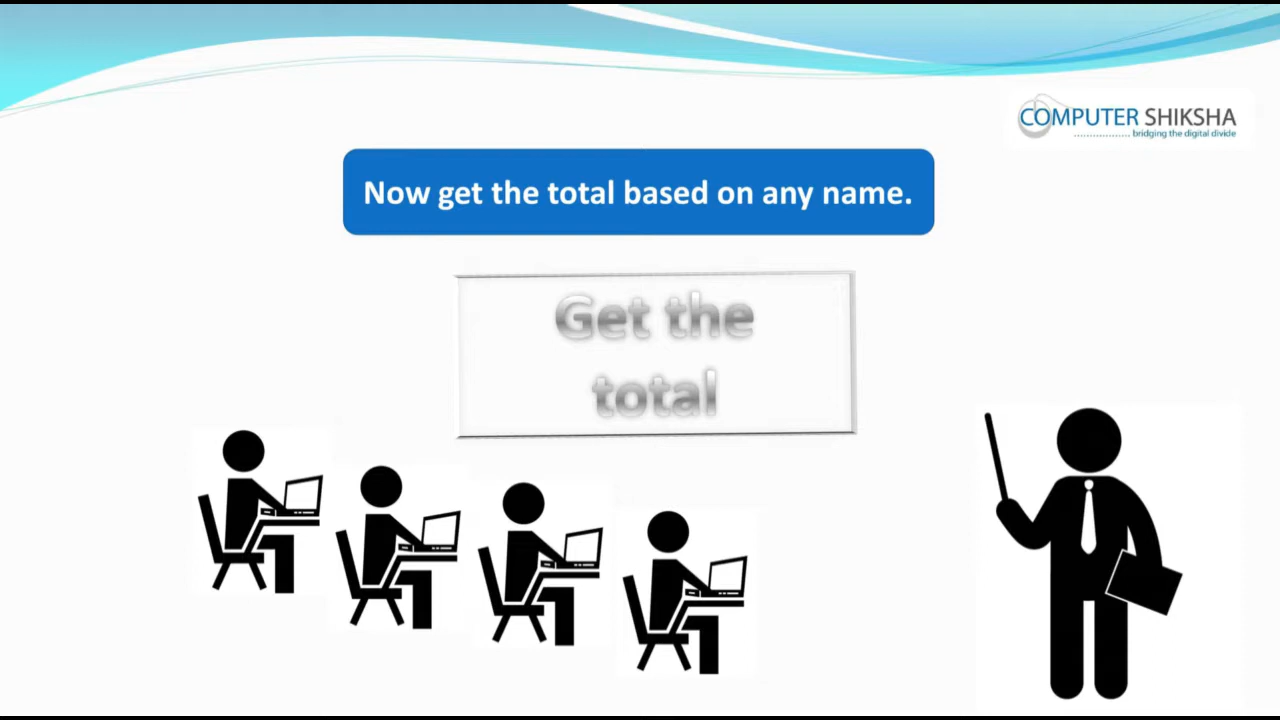 COMPUTER SHIKSHA
bridging the digital divide
Now get the total based on any name.
Get the
total